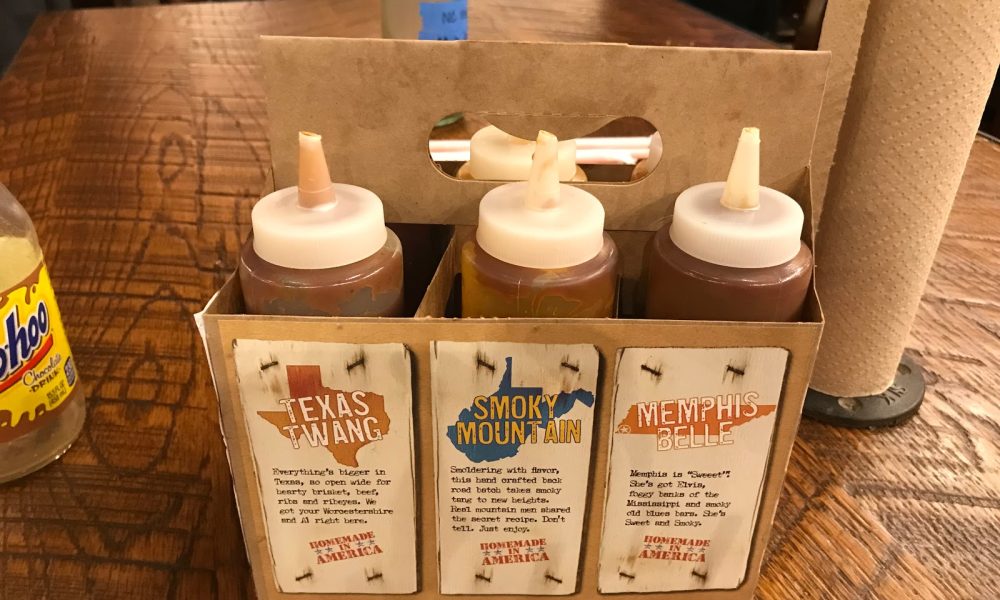 hoo
Chocolate
DRINK
TEXAS
TWANG
Everything's bigger in
Texas, so open wide for
hearty brisket, beef,
ribs and ribeyes. We
got your Worcestershire
and A1 right here.
HOMEMADE
IN
AMERICA
SMOKY
MOUNTAIN
Smoldering with flavor,
this hand crafted back
road batch takes smoky
tang to new heights.
Real mountain men shared
the secret recipe. Don't
tell. Just enjoy.
HOMEMADE
IN
AMERICA
MEMPHIS
BELLE
Memphis is "Sweeet".
She's got Elvis,
foggy banks of the
Mississippi and smoky
old blues bars. She's
Sweet and Smoky.
HOMEMADE
IN
AMERICA